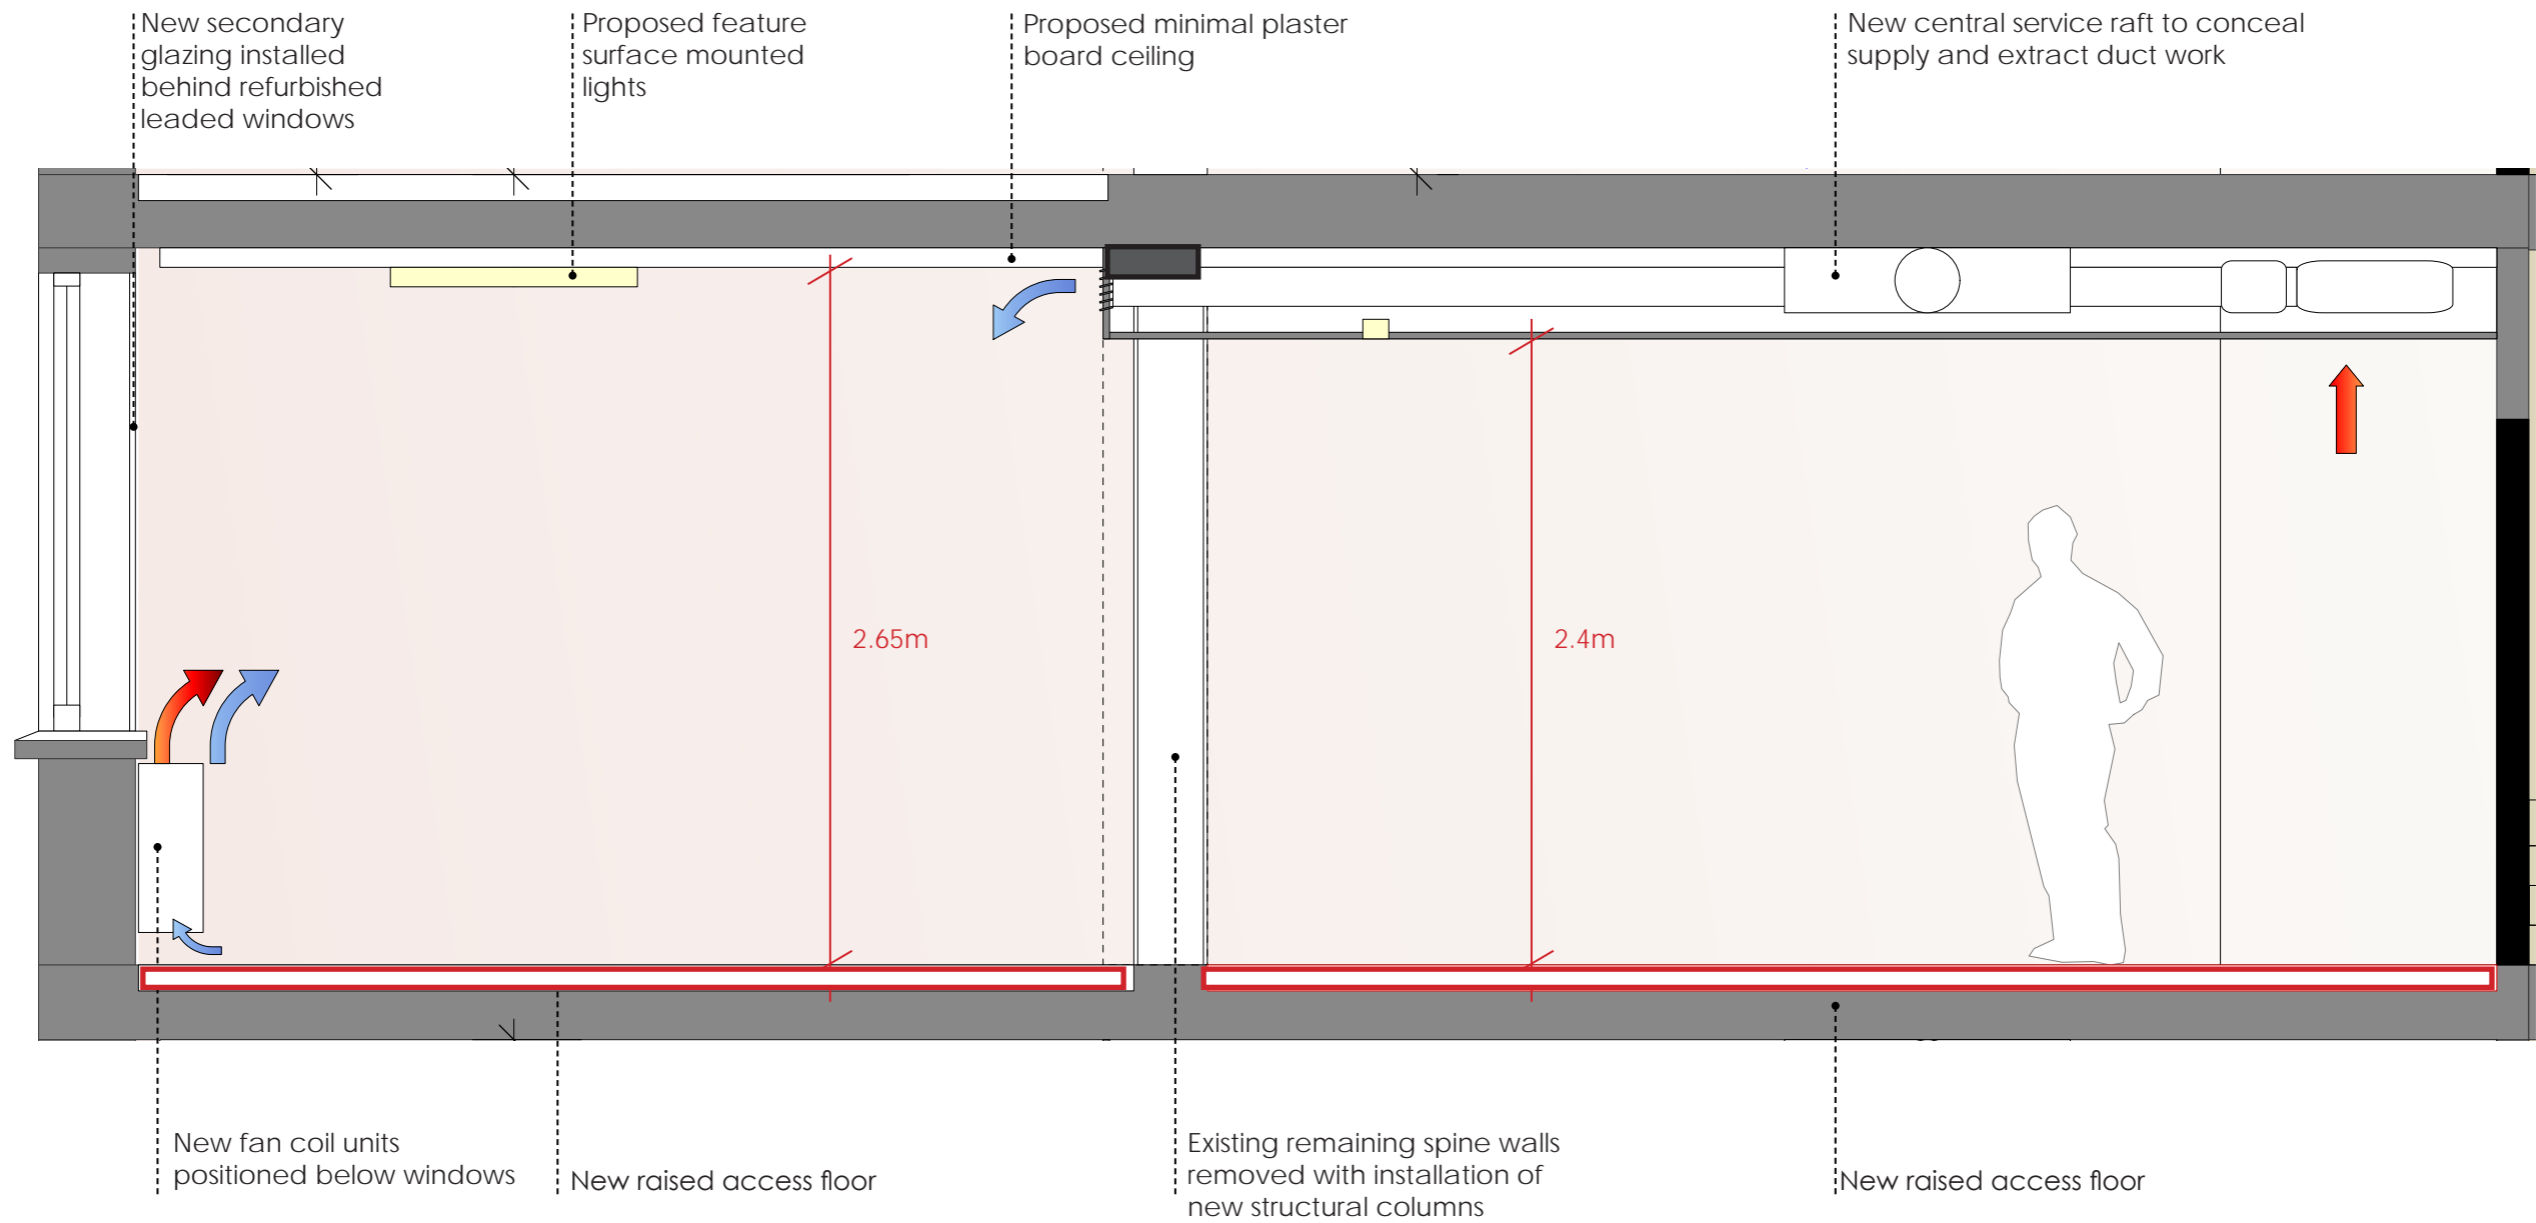 New secondary
glazing installed
behind refurbished
leaded windows
Proposed feature
surface mounted
lights
Proposed minimal plaster
board ceiling
New central service raft to conceal
supply and extract duct work
2.65m
2.4m
New fan coil units
positioned below windows
New raised access floor
Existing remaining spine walls
removed with installation of
new structural columns
New raised access floor